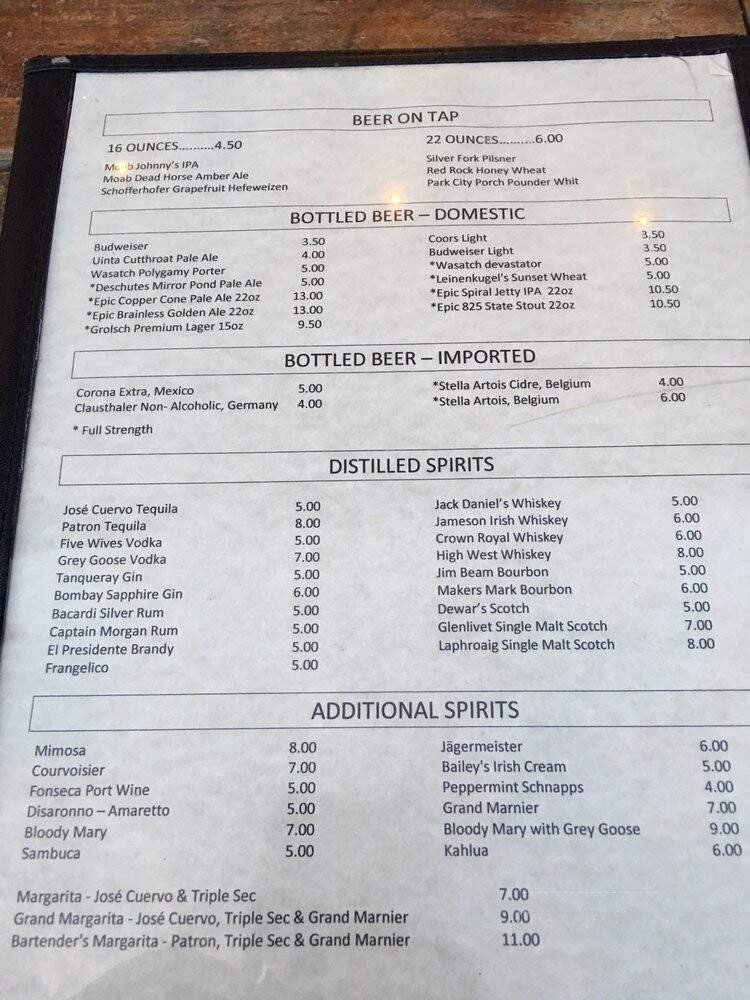 BEER ON TAP
16 OUNCES..........4.50
Moab Johnny's IPA
Moab Dead Horse Amber Ale
Schofferhofer Grapefruit Hefeweizen
22 OUNCES..........6.00
Silver Fork Pilsner
Red Rock Honey Wheat
Park City Porch Pounder Whit
BOTTLED BEER – DOMESTIC
Budweiser 3.50
Uinta Cutthroat Pale Ale 4.00
Wasatch Polygamy Porter 5.00
*Deschutes Mirror Pond Pale Ale 5.00
*Epic Copper Cone Pale Ale 22oz 13.00
*Epic Brainless Golden Ale 22oz 13.00
*Grolsch Premium Lager 15oz 9.50
Coors Light 3.50
Budweiser Light 3.50
*Wasatch devastator 5.00
*Leinenkugel's Sunset Wheat 5.00
*Epic Spiral Jetty IPA 22oz 10.50
*Epic 825 State Stout 22oz 10.50
BOTTLED BEER – IMPORTED
Corona Extra, Mexico 5.00
Clausthaler Non- Alcoholic, Germany 4.00
*Stella Artois Cidre, Belgium 4.00
*Stella Artois, Belgium 6.00
* Full Strength
DISTILLED SPIRITS
José Cuervo Tequila 5.00
Patron Tequila 8.00
Five Wives Vodka 5.00
Grey Goose Vodka 7.00
Tanqueray Gin 5.00
Bombay Sapphire Gin 6.00
Bacardi Silver Rum 5.00
Captain Morgan Rum 5.00
El Presidente Brandy 5.00
Frangelico 5.00
Jack Daniel's Whiskey 5.00
Jameson Irish Whiskey 6.00
Crown Royal Whiskey 6.00
High West Whiskey 8.00
Jim Beam Bourbon 5.00
Makers Mark Bourbon 6.00
Dewar's Scotch 5.00
Glenlivet Single Malt Scotch 7.00
Laphroaig Single Malt Scotch 8.00
ADDITIONAL SPIRITS
Mimosa 8.00
Courvoisier 7.00
Fonseca Port Wine 5.00
Disaronno – Amaretto 5.00
Bloody Mary 7.00
Sambuca 5.00
Jägermeister 6.00
Bailey's Irish Cream 5.00
Peppermint Schnapps 4.00
Grand Marnier 7.00
Bloody Mary with Grey Goose 9.00
Kahlua 6.00
Margarita - José Cuervo & Triple Sec 7.00
Grand Margarita - José Cuervo, Triple Sec & Grand Marnier 9.00
Bartender's Margarita - Patron, Triple Sec & Grand Marnier 11.00